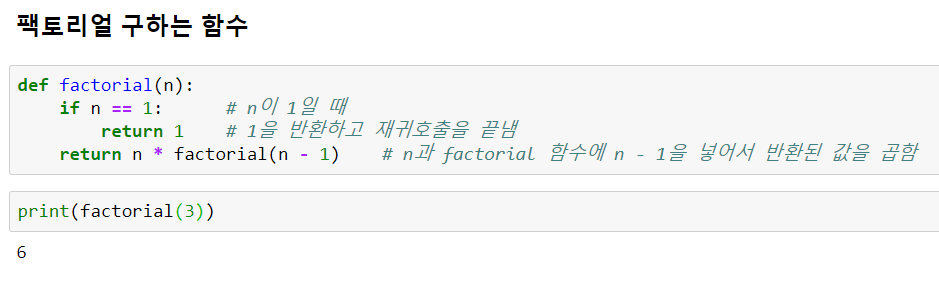 팩토리얼 구하는 함수
def factorial(n):
    if n == 1:      # n이 1일 때
        return 1    # 1을 반환하고 재귀호출을 끝냄
    return n * factorial(n - 1)    # n과 factorial 함수에 n - 1을 넣어서 반환된 값을 곱함
print(factorial(3))
6